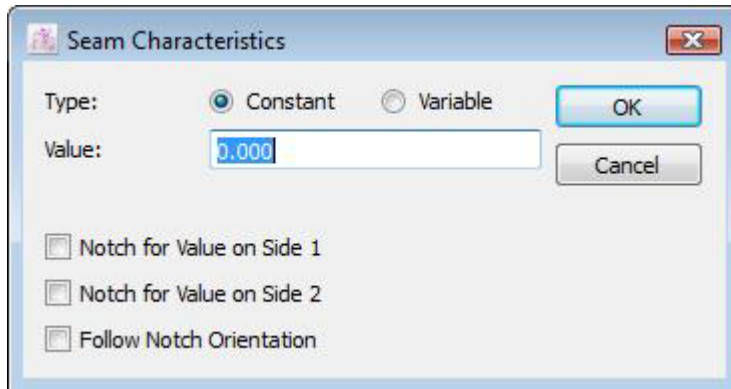 Seam Characteristics
Type: Constant Variable OK
Value: 0.000 Cancel
Notch for Value on Side 1
Notch for Value on Side 2
Follow Notch Orientation